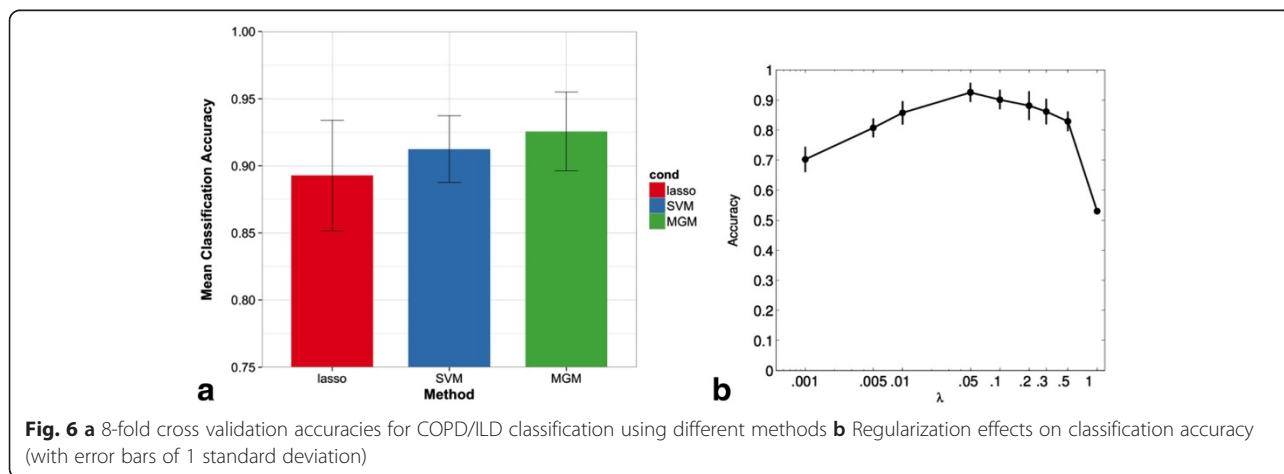 1.00
0.95
0.90
0.85
0.80
0.75
Mean Classification Accuracy
lasso SVM MGM
Method
cond
lasso
SVM
MGM
a
1
0.9
0.8
0.7
0.6
0.5
0.4
0.3
0.2
0.1
0
Accuracy
.001 .005 .01 .05 .1 .2 .3 .5 1
λ
b
Fig. 6 a 8-fold cross validation accuracies for COPD/ILD classification using different methods b Regularization effects on classification accuracy
(with error bars of 1 standard deviation)